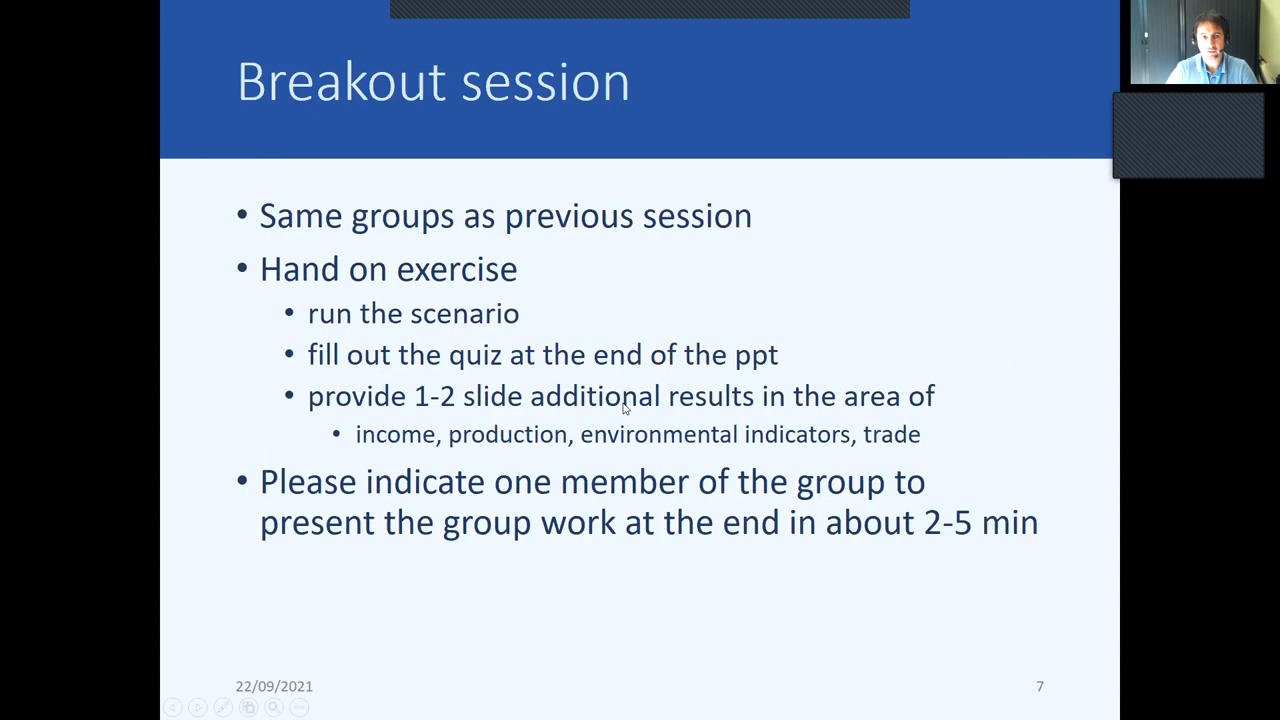 Breakout session
• Same groups as previous session
• Hand on exercise
• run the scenario
• fill out the quiz at the end of the ppt
• provide 1-2 slide additional results in the area of
• income, production, environmental indicators, trade
• Please indicate one member of the group to
present the group work at the end in about 2-5 min
22/09/2021
7